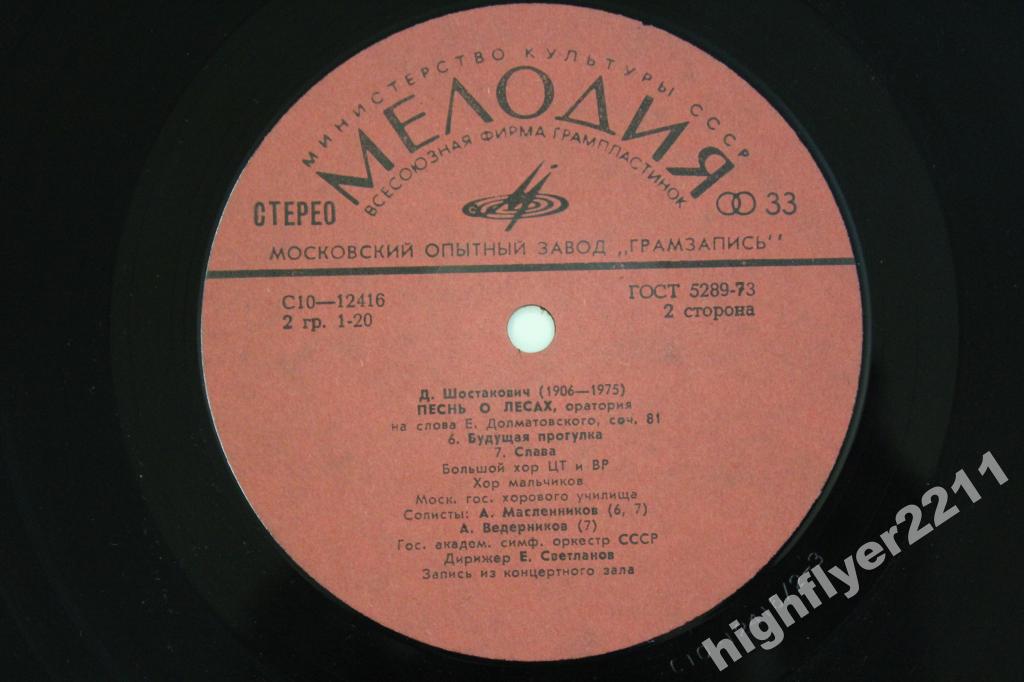 МИНИСТЕРСТВО КУЛЬТУРЫ СССР
МЕЛОДИЯ
ВСЕСОЮЗНАЯ ФИРМА ГРАМПЛАСТИНОК
СТЕРЕО
33
МОСКОВСКИЙ ОПЫТНЫЙ ЗАВОД „ГРАМЗАПИСЬ"
С10—12416
2 гр. 1-20
ГОСТ 5289-73
2 сторона
Д. Шостакович (1906—1975)
ПЕСНЬ О ЛЕСАХ, оратория
на слова Е. Долматовского, соч. 81
6. Будущая прогулка
7. Слава
Большой хор ЦТ и ВР
Хор мальчиков
Моск. гос. хорового училища
Солисты: А. Масленников (6, 7)
А. Ведерников (7)
Гос. академ. симф. оркестр СССР
Дирижер Е. Светланов
Запись из концертного зала
highflyer2211